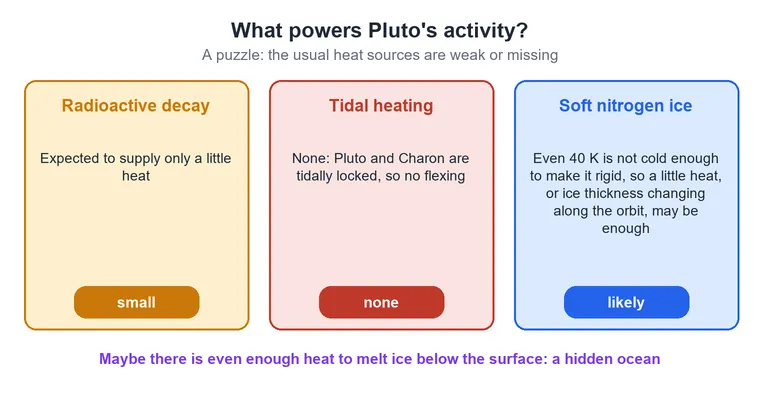 What powers Pluto's activity?
A puzzle: the usual heat sources are weak or missing
Radioactive decay
Expected to supply only a little
heat
small
Tidal heating
None: Pluto and Charon are
tidally locked, so no flexing
none
Soft nitrogen ice
Even 40 K is not cold enough
to make it rigid, so a little heat,
or ice thickness changing
along the orbit, may be
enough
likely
Maybe there is even enough heat to melt ice below the surface: a hidden ocean